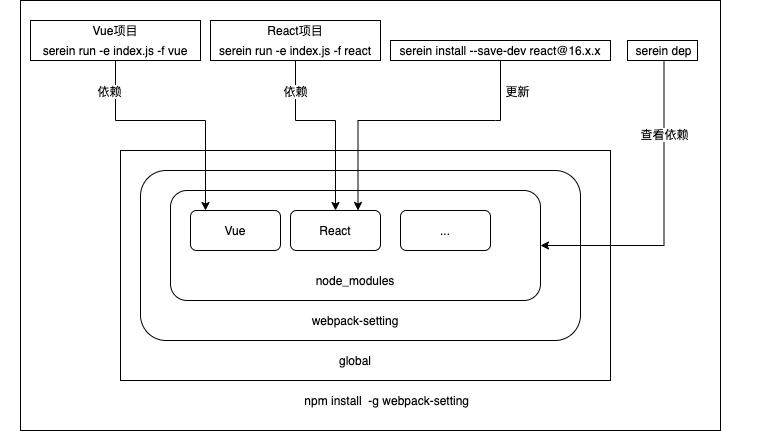 Vue项目
serein run -e index.js -f vue
React项目
serein run -e index.js -f react
serein install --save-dev react@16.x.x
serein dep
依赖
依赖
更新
查看依赖
Vue
React
...
node_modules
webpack-setting
global
npm install  -g webpack-setting